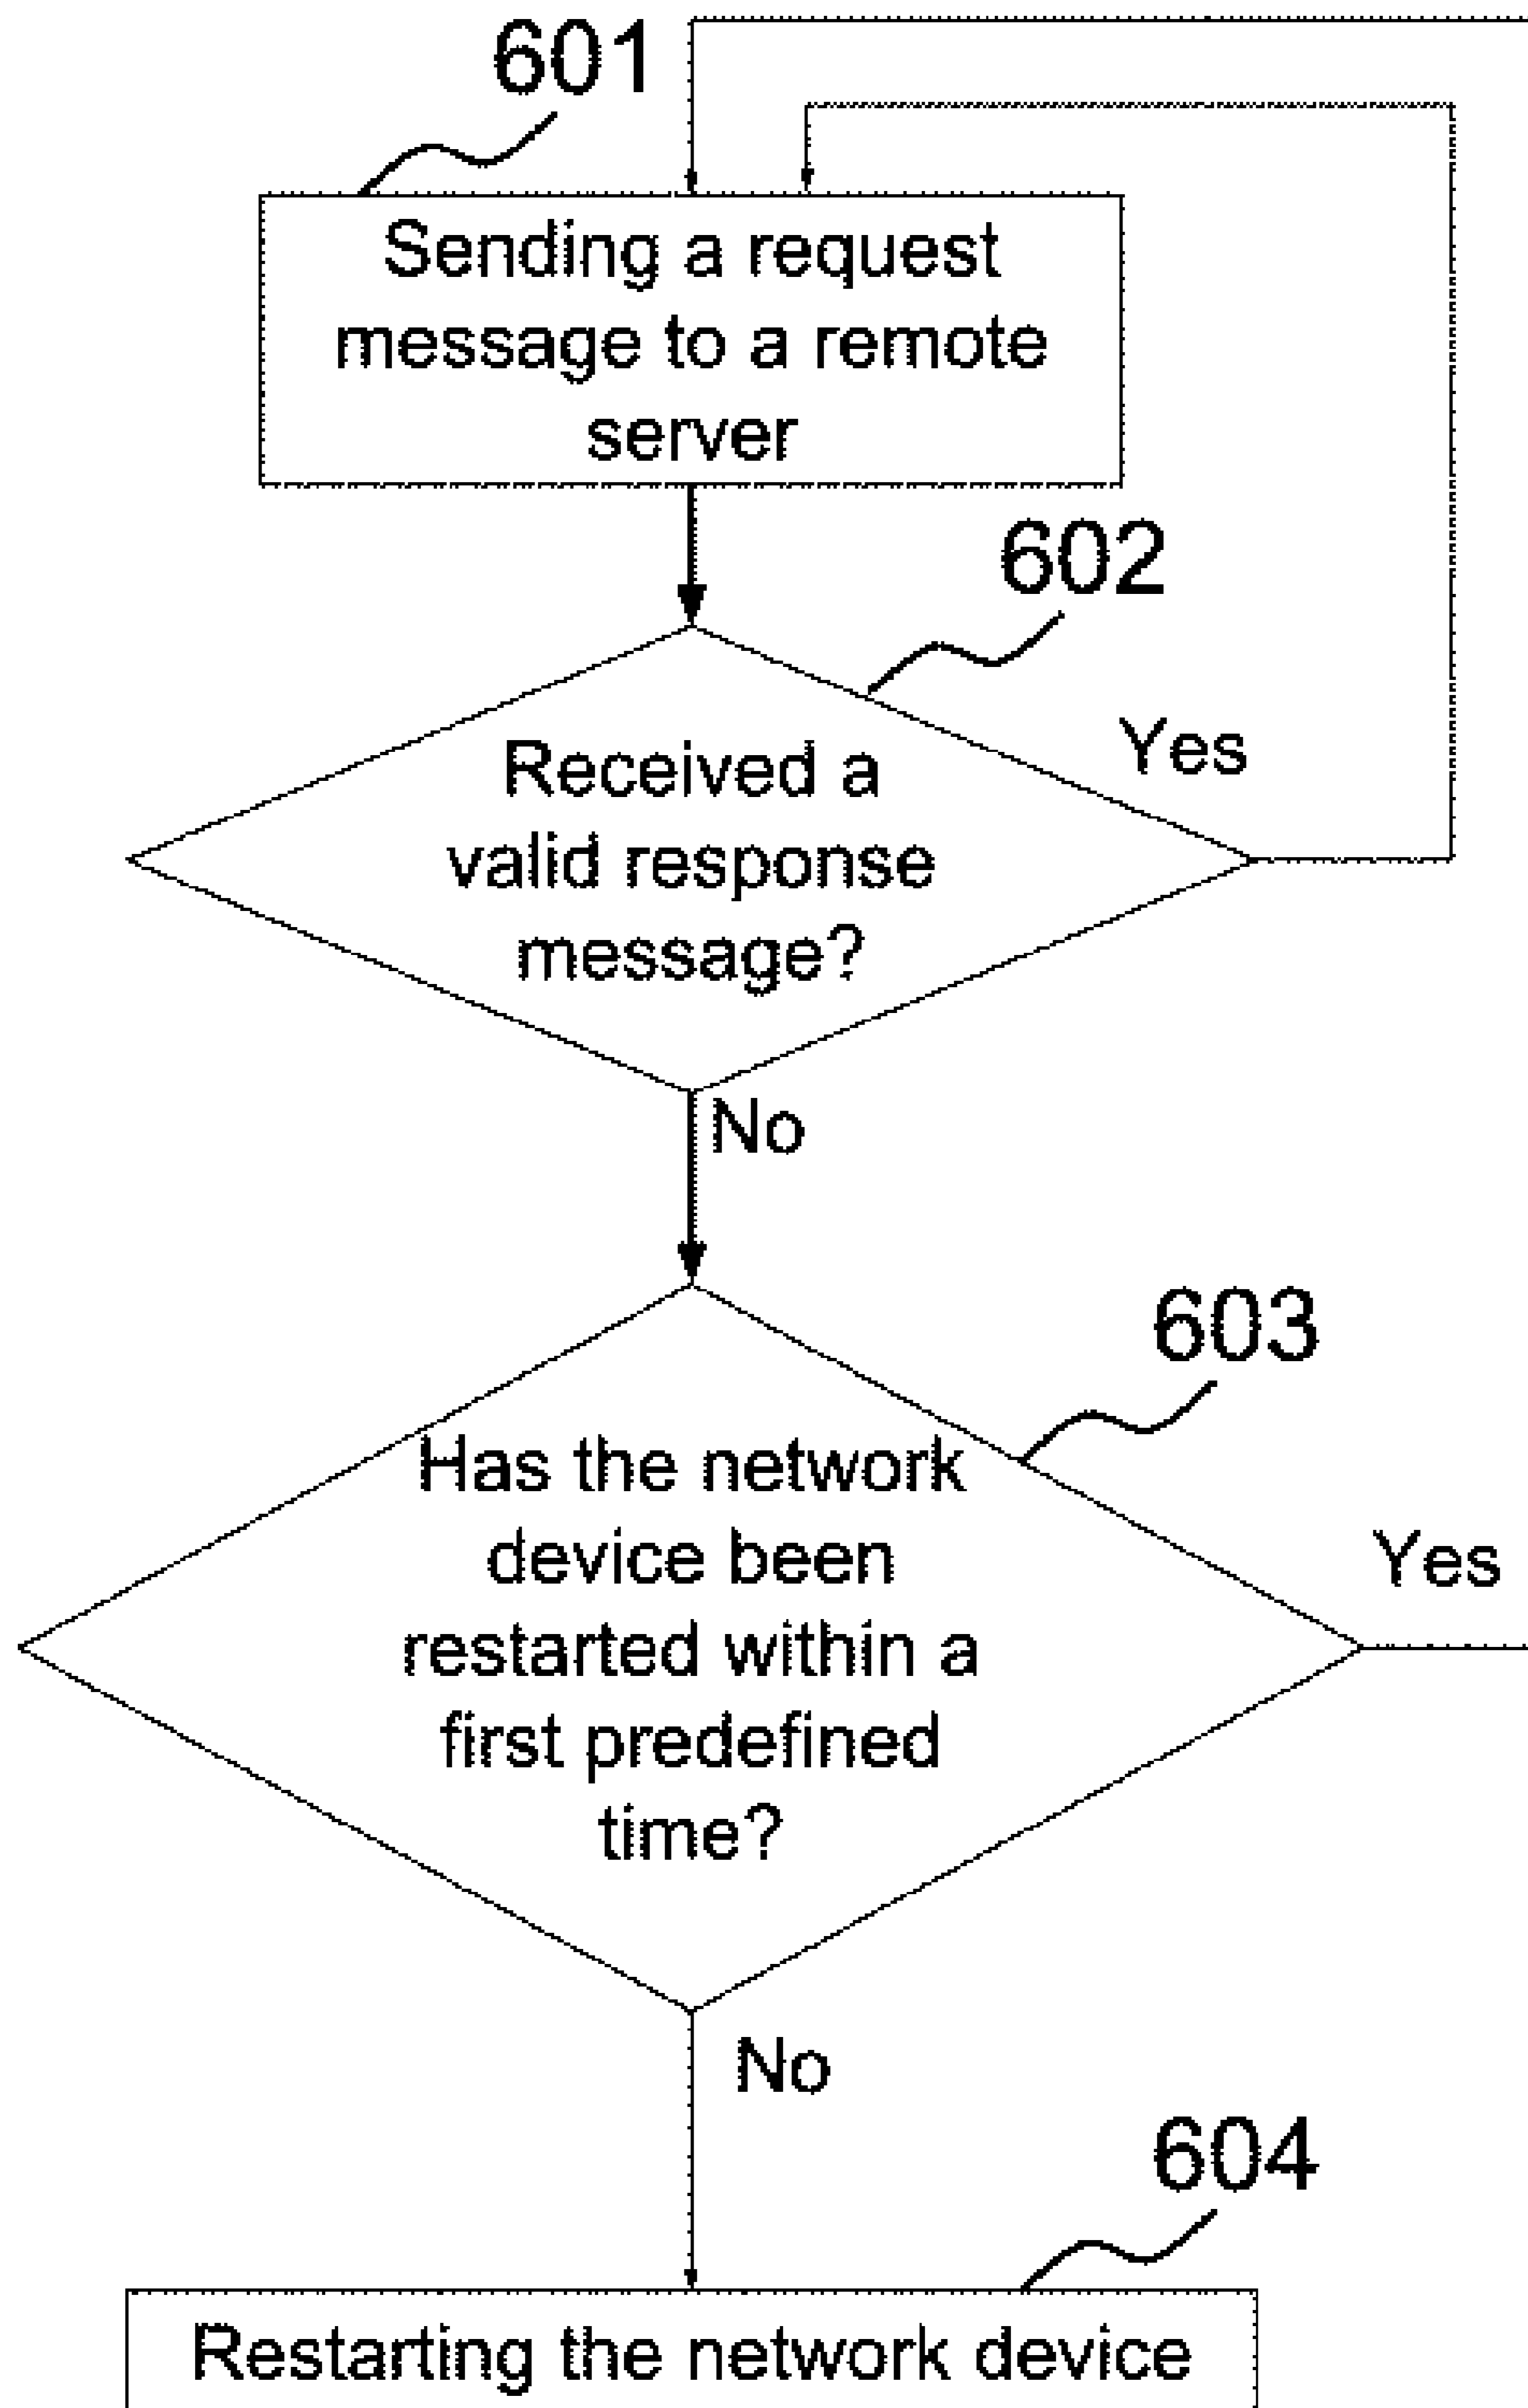 601
Sending a request
message to a remote
server
602
Received a
valid response
message?
Yes
No
603
Has the network
device been
restarted within a
first predefined
time?
Yes
No
604
Restarting the network device